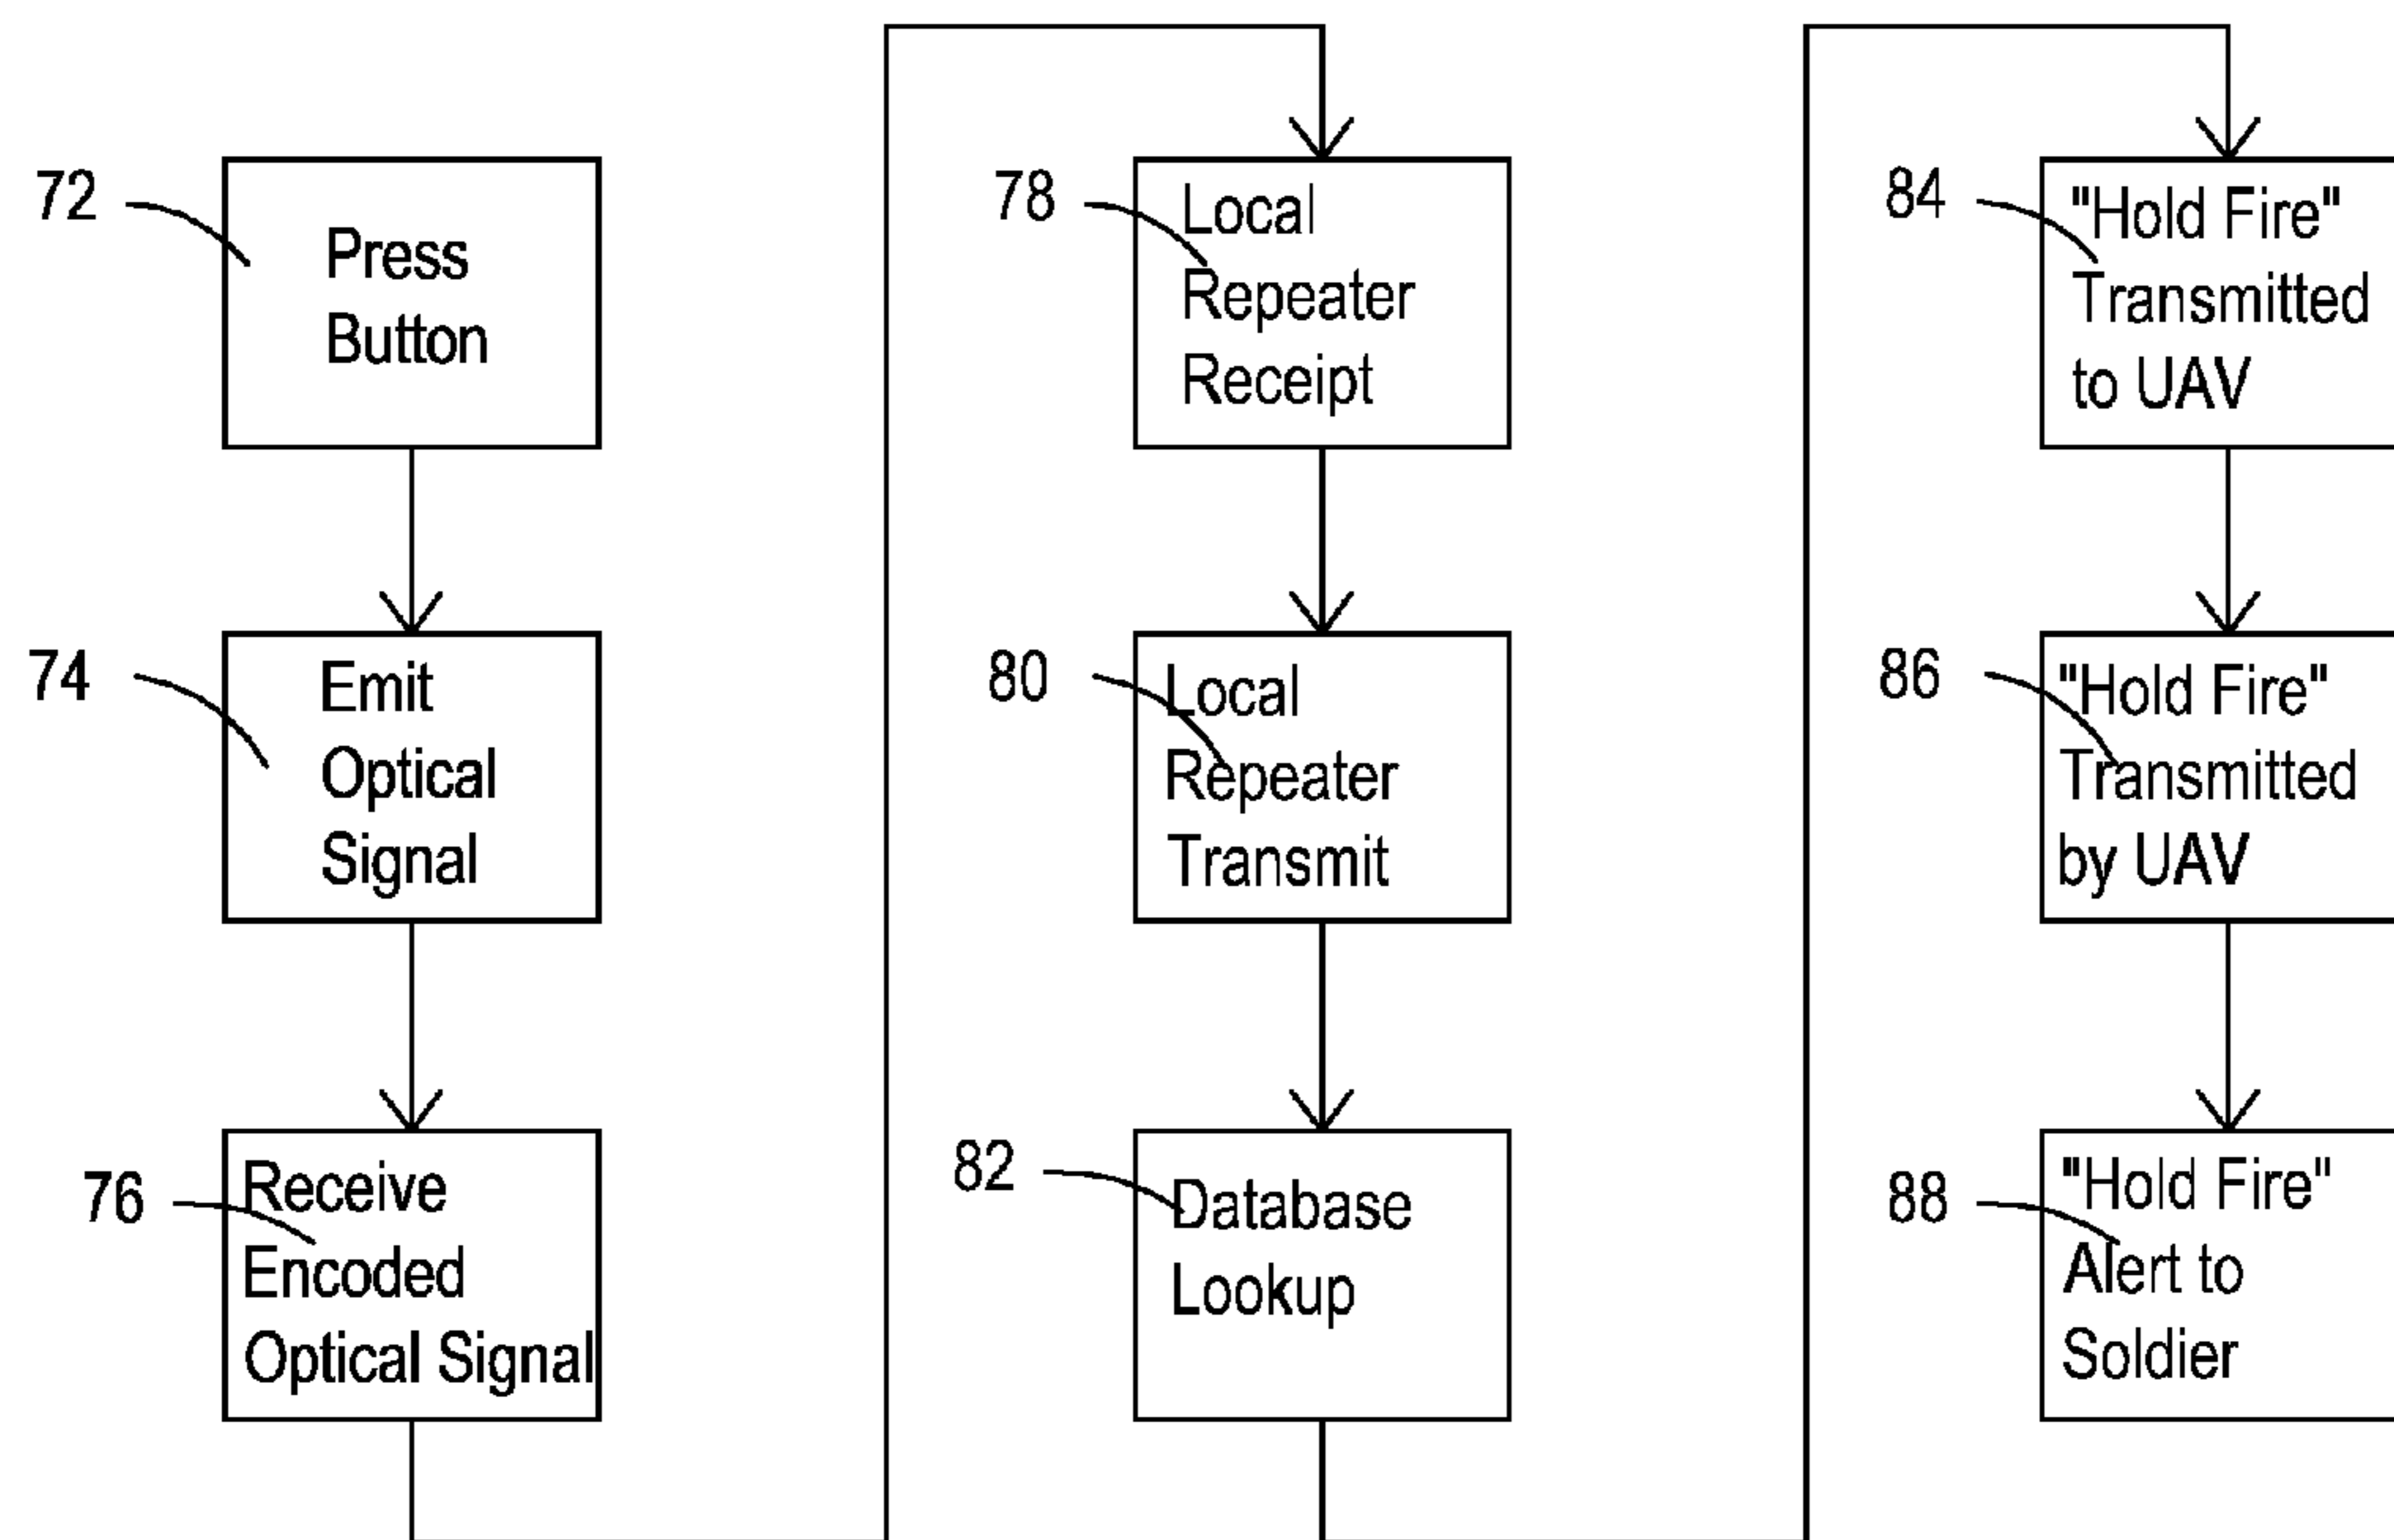 72
Press
Button
74
Emit
Optical
Signal
76
Receive
Encoded
Optical Signal
78
Local
Repeater
Receipt
80
Local
Repeater
Transmit
82
Database
Lookup
84
"Hold Fire"
Transmitted
to UAV
86
"Hold Fire"
Transmitted
by UAV
88
"Hold Fire"
Alert to
Soldier